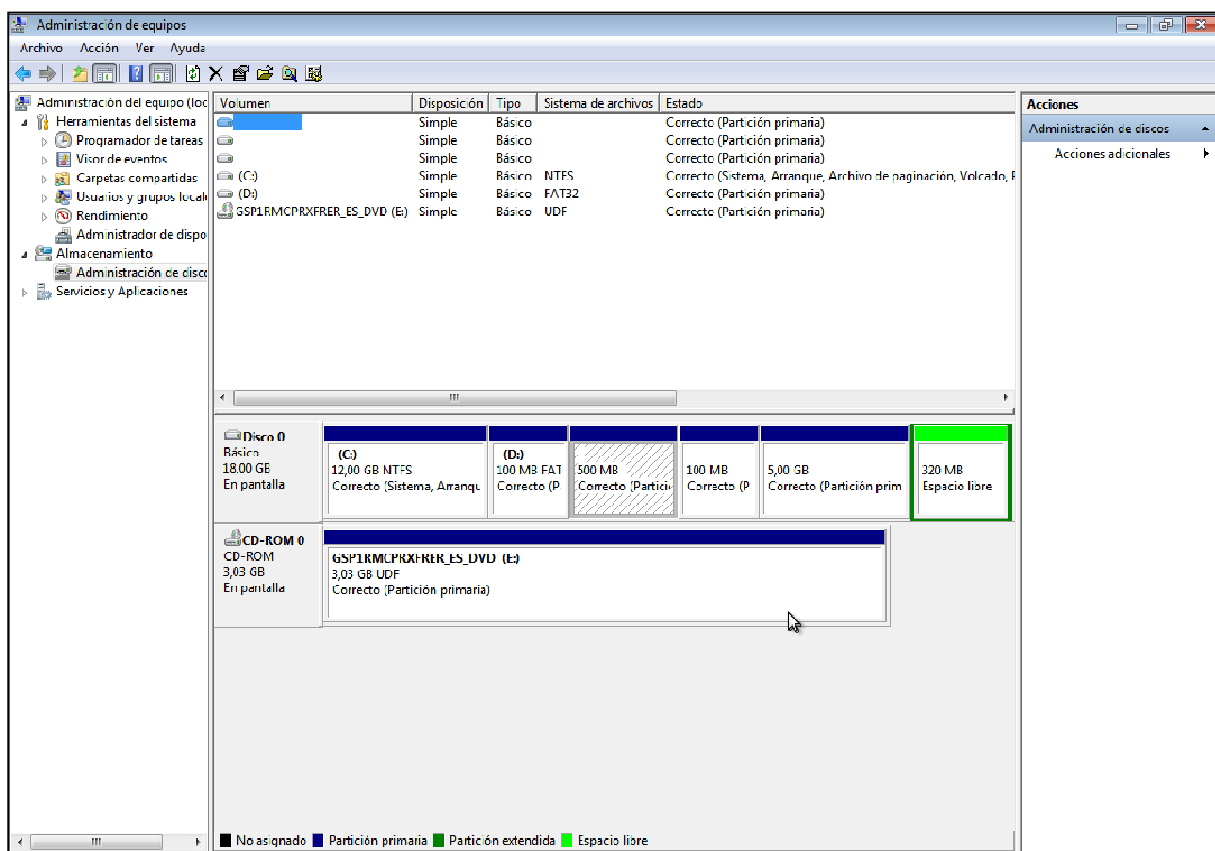 Administración de equipos
Archivo Acción Ver Ayuda
Administración del equipo (loc
Herramientas del sistema
Programador de tareas
Visor de eventos
Carpetas compartidas
Usuarios y grupos locale
Rendimiento
Administrador de dispo
Almacenamiento
Administración de disco
Servicios y Aplicaciones
Volumen Disposición Tipo Sistema de archivos Estado
Simple Básico Correcto (Partición primaria)
Simple Básico Correcto (Partición primaria)
Simple Básico Correcto (Partición primaria)
(C:) Simple Básico NTFS Correcto (Sistema, Arranque, Archivo de paginación, Volcado, P
(D:) Simple Básico FAT32 Correcto (Partición primaria)
GSP1RMCPRXFRER_ES_DVD (E:) Simple Básico UDF Correcto (Partición primaria)
Acciones
Administración de discos
Acciones adicionales
Disco 0
Básico
18,00 GB
En pantalla
(C:)
12,00 GB NTFS
Correcto (Sistema, Arranqu
(D:)
100 MB FAT
Correcto (P
500 MB
Correcto (Partici
100 MB
Correcto (P
5,00 GB
Correcto (Partición prim
320 MB
Espacio libre
CD-ROM 0
CD-ROM
3,03 GB
En pantalla
GSP1RMCPRXFRER_ES_DVD (E:)
3,03 GB UDF
Correcto (Partición primaria)
No asignado Partición primaria Partición extendida Espacio libre